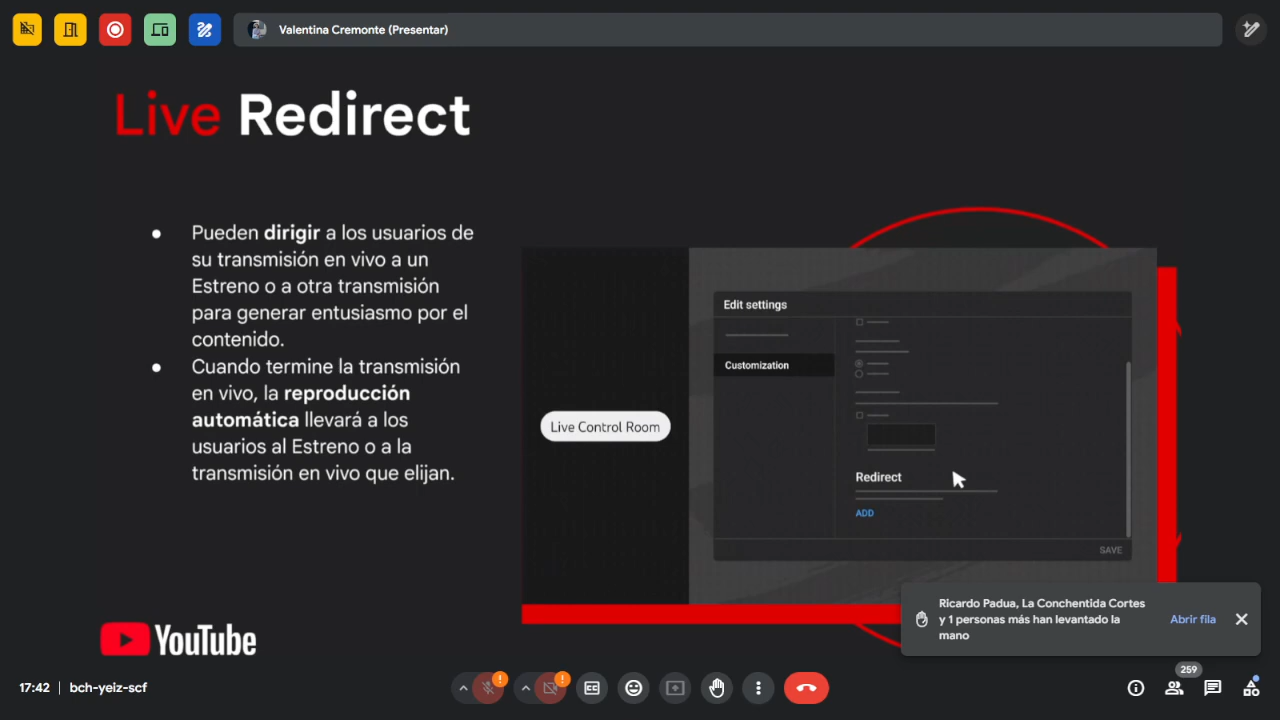 Valentina Cremonte (Presentar)
Live Redirect
● Pueden dirigir a los usuarios de
su transmisión en vivo a un
Estreno o a otra transmisión
para generar entusiasmo por el
contenido.
● Cuando termine la transmisión
en vivo, la reproducción
automática llevará a los
usuarios al Estreno o a la
transmisión en vivo que elijan.
Live Control Room
Edit settings
Customization
Redirect
ADD
SAVE
YouTube
Ricardo Padua, La Conchentida Cortes
y 1 personas más han levantado la
mano
Abrir fila
17:42 | bch-yeiz-scf
259